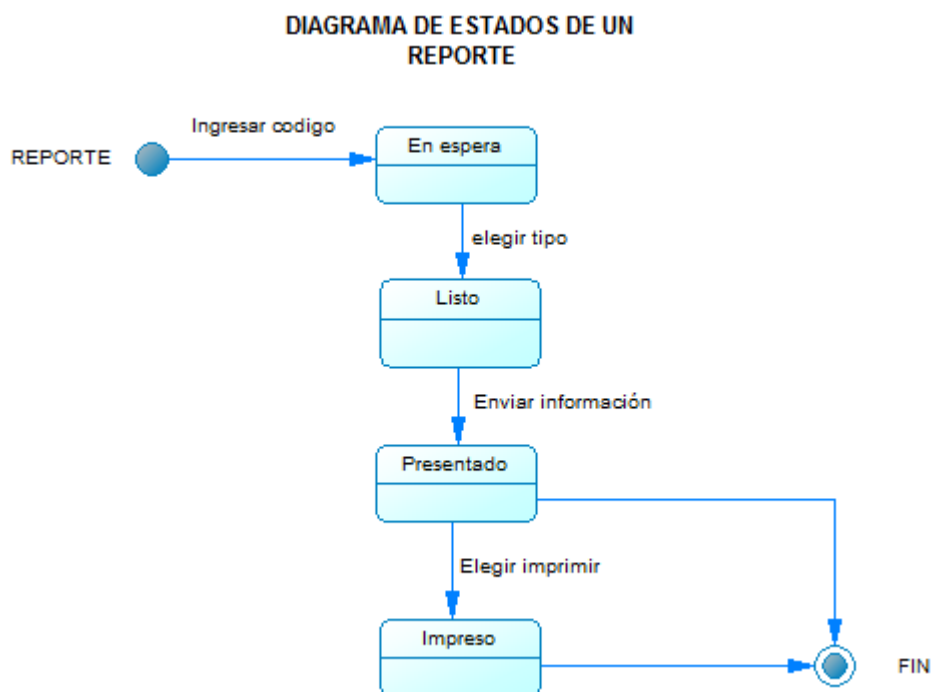 DIAGRAMA DE ESTADOS DE UN
REPORTE
Ingresar codigo
REPORTE
En espera
elegir tipo
Listo
Enviar información
Presentado
Elegir imprimir
Impreso
FIN